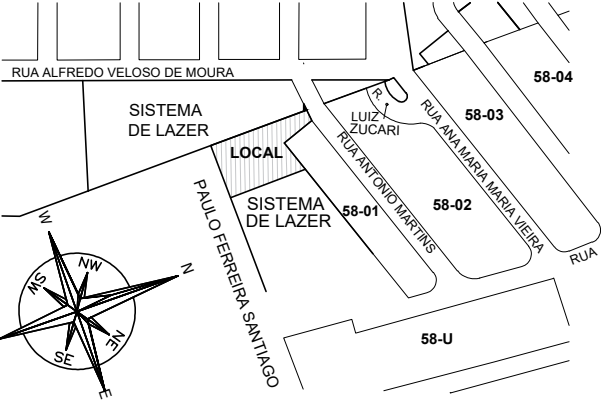 RUA ALFREDO VELOSO DE MOURA
58-04
SISTEMA
DE LAZER
R.
LUIZ
ZUCARI
58-03
LOCAL
RUA ANTONIO MARTINS
RUA ANA MARIA MARIA VIEIRA
PAULO FERREIRA SANTIAGO
SISTEMA
DE LAZER
58-01
58-02
RUA
W
NW
N
SW
NE
SE
E
58-U